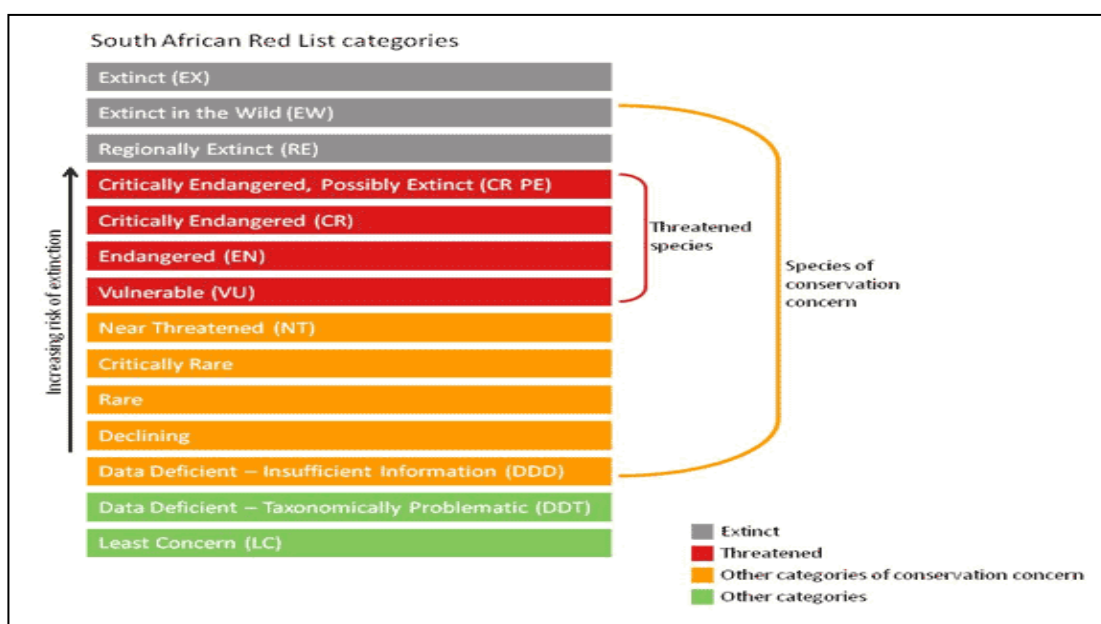 South African Red List categories
Extinct (EX)
Extinct in the Wild (EW)
Regionally Extinct (RE)
Critically Endangered, Possibly Extinct (CR PE)
Critically Endangered (CR)
Endangered (EN)
Vulnerable (VU)
Near Threatened (NT)
Critically Rare
Rare
Declining
Data Deficient – Insufficient Information (DDD)
Data Deficient – Taxonomically Problematic (DDT)
Least Concern (LC)
Increasing risk of extinction
Threatened
species
Species of
conservation
concern
Extinct
Threatened
Other categories of conservation concern
Other categories